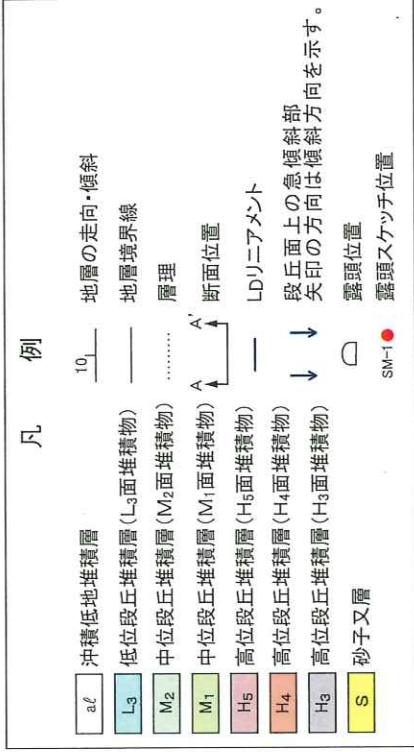 凡 例
aℓ 沖積低地堆積層
L₃ 低位段丘堆積層(L₃面堆積物)
M₂ 中位段丘堆積層(M₂面堆積物)
M₁ 中位段丘堆積層(M₁面堆積物)
H₅ 高位段丘堆積層(H₅面堆積物)
H₄ 高位段丘堆積層(H₄面堆積物)
H₃ 高位段丘堆積層(H₃面堆積物)
S 砂子又層
10 地層の走向・傾斜
地層境界線
層理
A A' 断面位置
LDリニアメント
段丘面上の急傾斜部
矢印の方向は傾斜方向を示す。
露頭位置
SM-1 露頭スケッチ位置